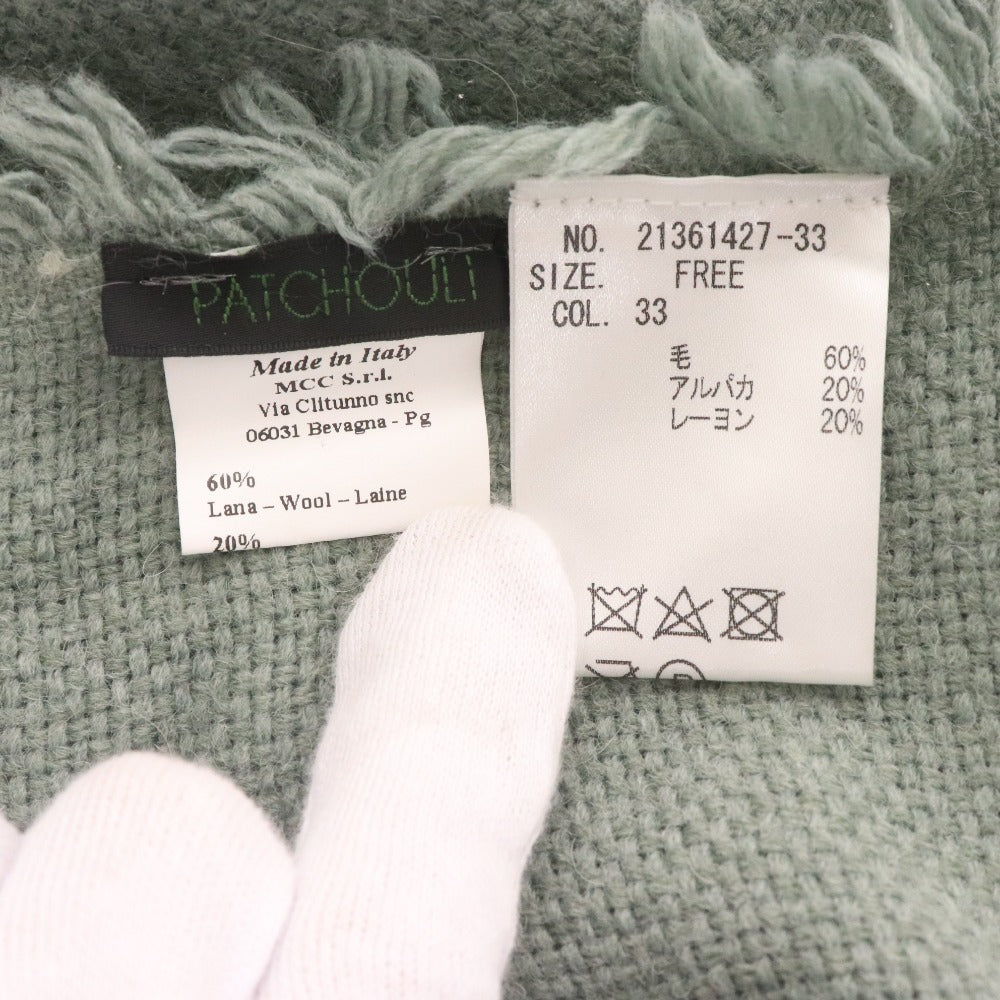 PATCHOULI
Made in Italy
MCC S.r.l.
Via Clitunno snc
06031 Bevagna - Pg
60%
Lana – Wool – Laine
20%
NO. 21361427-33
SIZE. FREE
COL. 33
毛 60%
アルパカ 20%
レーヨン 20%